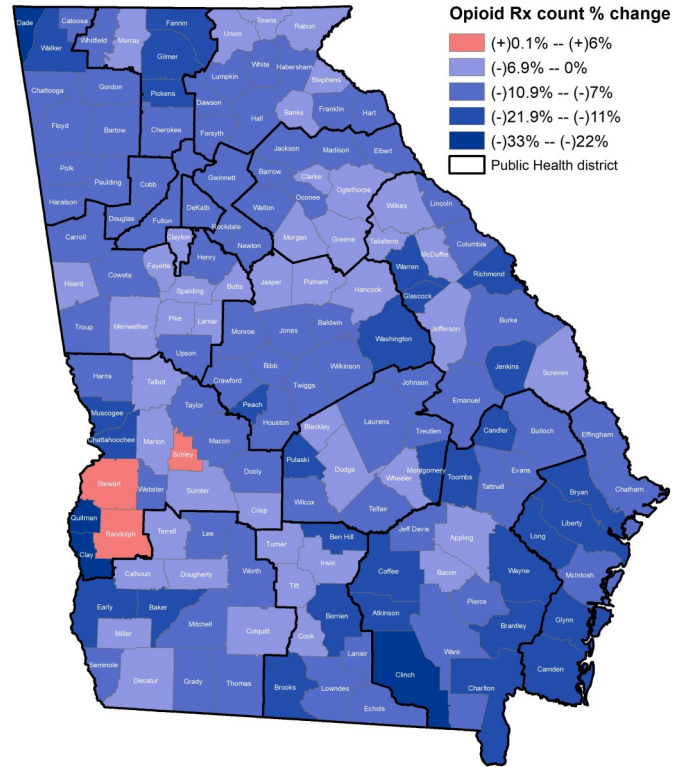 Opioid Rx count % change
(+)0.1% -- (+)6%
(-)6.9% -- 0%
(-)10.9% -- (-)7%
(-)21.9% -- (-)11%
(-)33% -- (-)22%
Public Health district
Dade
Catoosa
Fannin
Towns
Rabun
Walker
Whitfield
Murray
Union
Gilmer
White
Habersham
Lumpkin
Stephens
Chattooga
Gordon
Pickens
Dawson
Banks
Franklin
Hart
Floyd
Bartow
Cherokee
Forsyth
Hall
Jackson
Madison
Elbert
Polk
Paulding
Cobb
Gwinnett
Barrow
Clarke
Oglethorpe
Haralson
Douglas
Fulton
DeKalb
Walton
Oconee
Wilkes
Lincoln
Carroll
Clayton
Rockdale
Newton
Morgan
Greene
Taliaferro
McDuffie
Columbia
Coweta
Fayette
Henry
Heard
Spalding
Butts
Jasper
Putnam
Hancock
Warren
Richmond
Glascock
Troup
Meriwether
Pike
Lamar
Monroe
Jones
Baldwin
Washington
Jefferson
Burke
Upson
Harris
Talbot
Crawford
Bibb
Wilkinson
Jenkins
Screven
Twiggs
Johnson
Muscogee
Taylor
Peach
Houston
Emanuel
Chattahoochee
Marion
Schley
Macon
Bleckley
Laurens
Treutlen
Candler
Bulloch
Effingham
Stewart
Webster
Sumter
Dooly
Pulaski
Dodge
Wheeler
Montgomery
Toombs
Evans
Tattnall
Bryan
Chatham
Quitman
Crisp
Wilcox
Telfair
Liberty
Randolph
Terrell
Lee
Turner
Ben Hill
Jeff Davis
Appling
Long
Clay
Calhoun
Dougherty
Worth
Irwin
Tift
Coffee
Bacon
Wayne
McIntosh
Early
Baker
Mitchell
Colquitt
Berrien
Atkinson
Pierce
Miller
Cook
Brantley
Glynn
Seminole
Decatur
Grady
Thomas
Brooks
Lanier
Lowndes
Clinch
Ware
Camden
Echols
Charlton